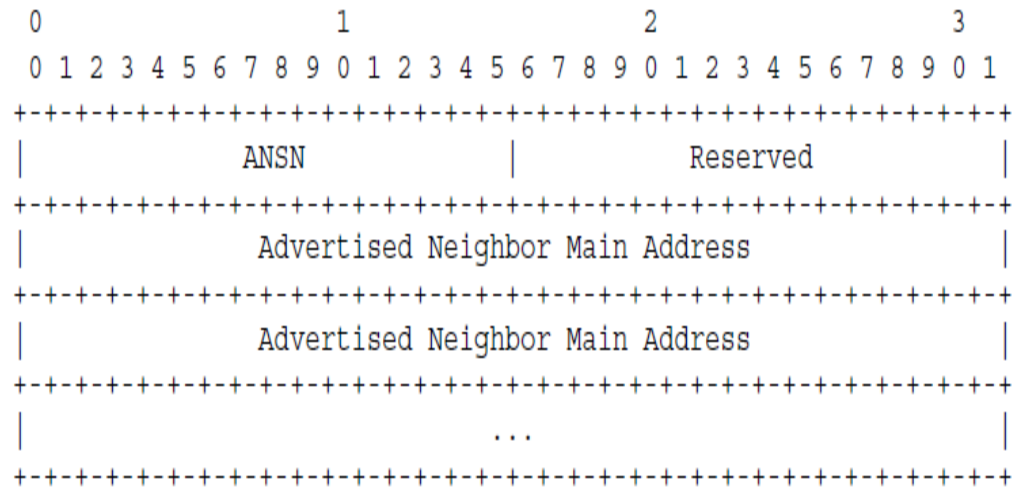 0                   1                   2                   3
0 1 2 3 4 5 6 7 8 9 0 1 2 3 4 5 6 7 8 9 0 1 2 3 4 5 6 7 8 9 0 1
+-+-+-+-+-+-+-+-+-+-+-+-+-+-+-+-+-+-+-+-+-+-+-+-+-+-+-+-+-+-+-+-+
|              ANSN             |           Reserved            |
+-+-+-+-+-+-+-+-+-+-+-+-+-+-+-+-+-+-+-+-+-+-+-+-+-+-+-+-+-+-+-+-+
|               Advertised Neighbor Main Address                |
+-+-+-+-+-+-+-+-+-+-+-+-+-+-+-+-+-+-+-+-+-+-+-+-+-+-+-+-+-+-+-+-+
|               Advertised Neighbor Main Address                |
+-+-+-+-+-+-+-+-+-+-+-+-+-+-+-+-+-+-+-+-+-+-+-+-+-+-+-+-+-+-+-+-+
|                              ...                              |
+-+-+-+-+-+-+-+-+-+-+-+-+-+-+-+-+-+-+-+-+-+-+-+-+-+-+-+-+-+-+-+-+